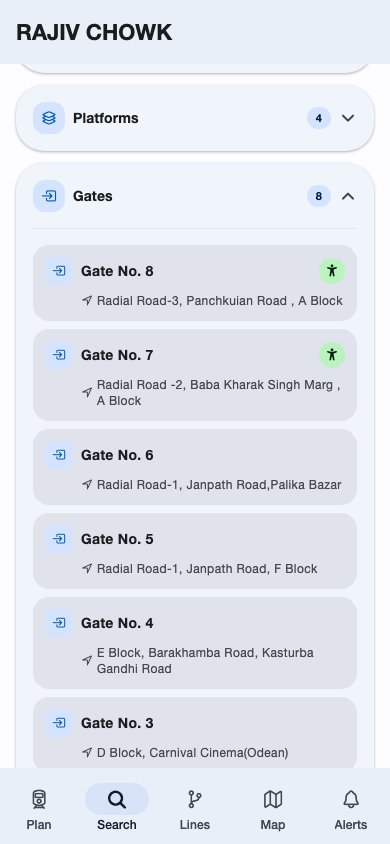 RAJIV CHOWK
Platforms 4
Gates 8
Gate No. 8
Radial Road-3, Panchkuian Road , A Block
Gate No. 7
Radial Road -2, Baba Kharak Singh Marg ,
A Block
Gate No. 6
Radial Road-1, Janpath Road,Palika Bazar
Gate No. 5
Radial Road-1, Janpath Road, F Block
Gate No. 4
E Block, Barakhamba Road, Kasturba
Gandhi Road
Gate No. 3
D Block, Carnival Cinema(Odean)
Plan Search Lines Map Alerts